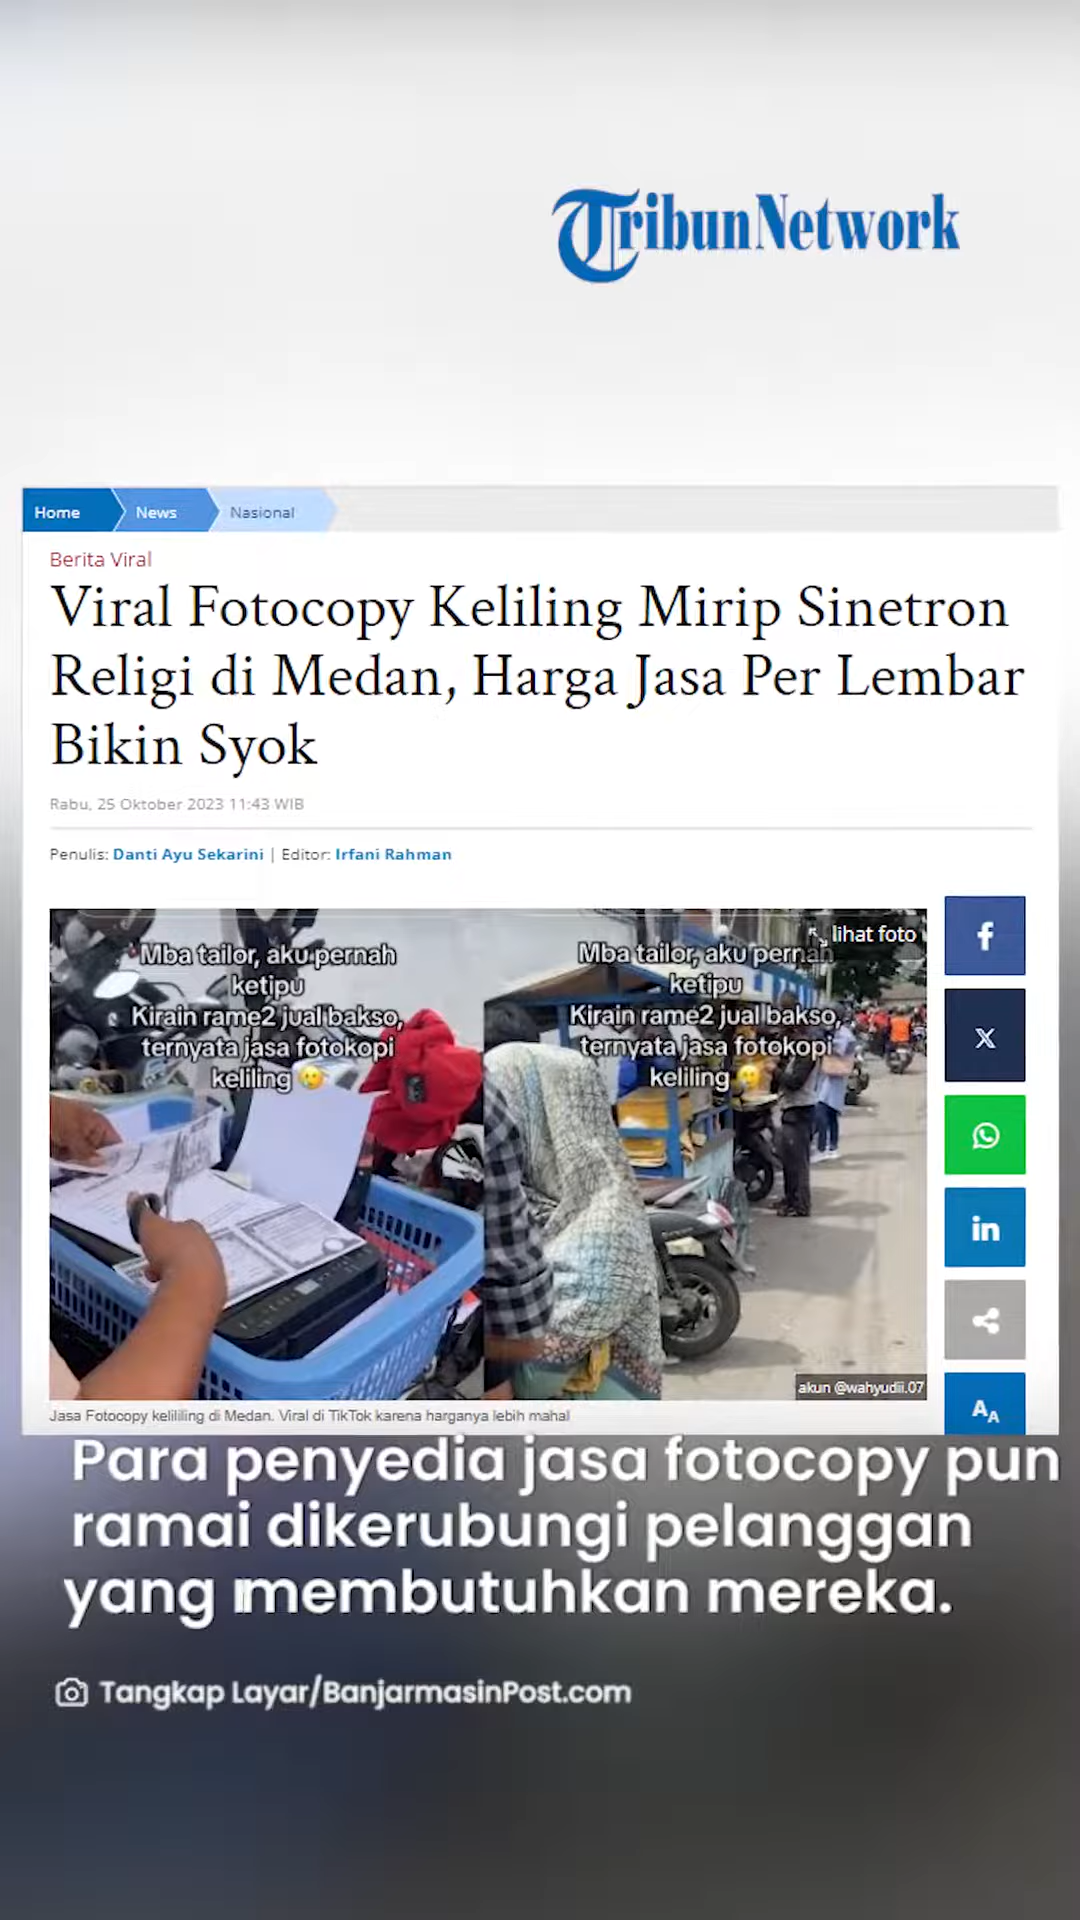 TribunNetwork
Home News Nasional
Berita Viral
Viral Fotocopy Keliling Mirip Sinetron
Religi di Medan, Harga Jasa Per Lembar
Bikin Syok
Rabu, 25 Oktober 2023 11:43 WIB
Penulis: Danti Ayu Sekarini | Editor: Irfani Rahman
Mba tailor, aku pernah
ketipu
Kirain rame2 jual bakso,
ternyata jasa fotokopi
keliling 🥲
lihat foto
Mba tailor, aku pernah
ketipu
Kirain rame2 jual bakso,
ternyata jasa fotokopi
keliling 🥲
akun @wahyudii.07
f
X
in
AA
Jasa Fotocopy kelililing di Medan. Viral di TikTok karena harganya lebih mahal
Para penyedia jasa fotocopy pun
ramai dikerubungi pelanggan
yang membutuhkan mereka.
Tangkap Layar/BanjarmasinPost.com